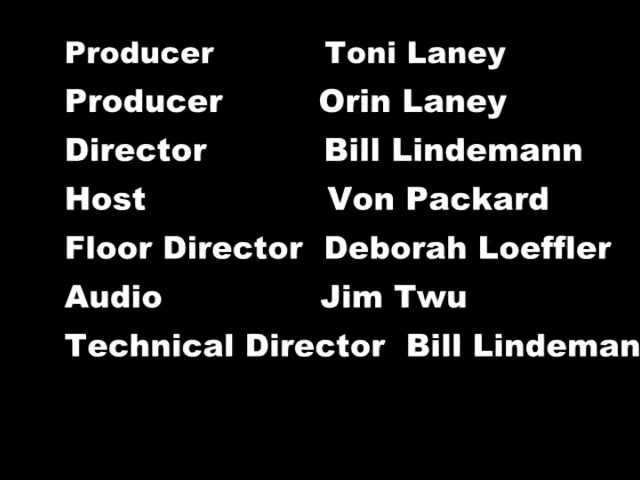 Producer Toni Laney
Producer Orin Laney
Director Bill Lindemann
Host Von Packard
Floor Director Deborah Loeffler
Audio Jim Twu
Technical Director Bill Lindeman